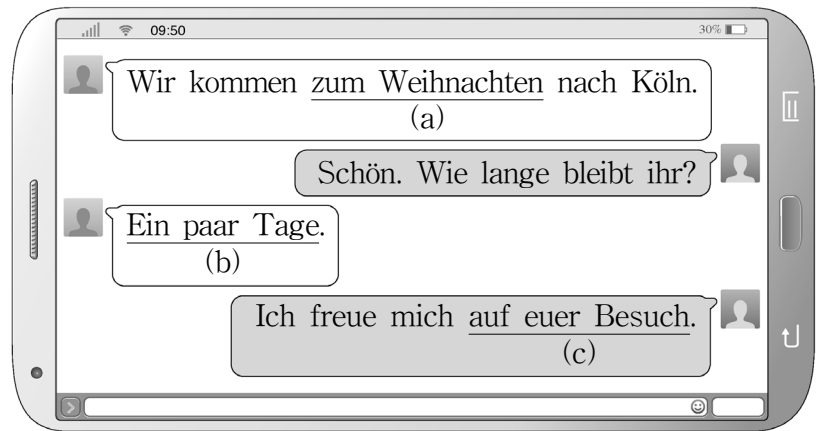 09:50
30%
Wir kommen zum Weihnachten nach Köln.
(a)
Schön. Wie lange bleibt ihr?
Ein paar Tage.
(b)
Ich freue mich auf euer Besuch.
(c)